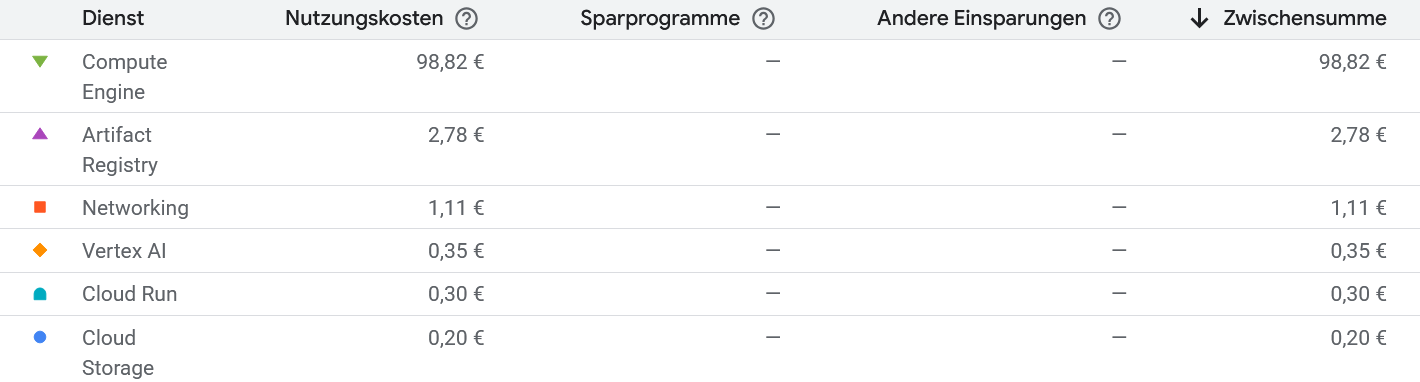 Dienst Nutzungskosten Sparprogramme Andere Einsparungen Zwischensumme
Compute Engine 98,82 € — — 98,82 €
Artifact Registry 2,78 € — — 2,78 €
Networking 1,11 € — — 1,11 €
Vertex AI 0,35 € — — 0,35 €
Cloud Run 0,30 € — — 0,30 €
Cloud Storage 0,20 € — — 0,20 €